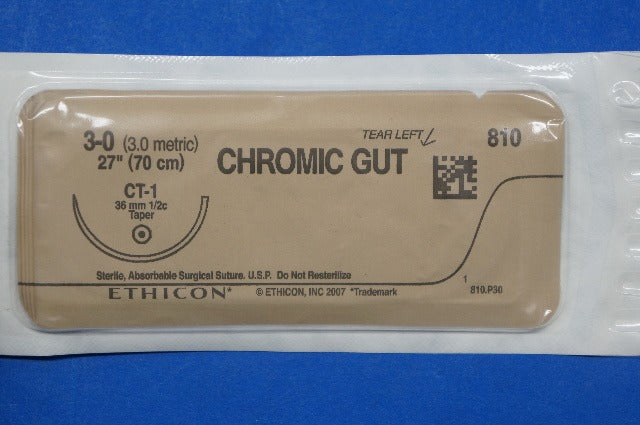 TEAR LEFT
3-0 (3.0 metric)
810
27" (70 cm)
CHROMIC GUT
CT-1
36 mm 1/2c
Taper
Sterile, Absorbable Surgical Suture. U.S.P. Do Not Resterilize
1
810.P30
ETHICON* © ETHICON, INC 2007 *Trademark